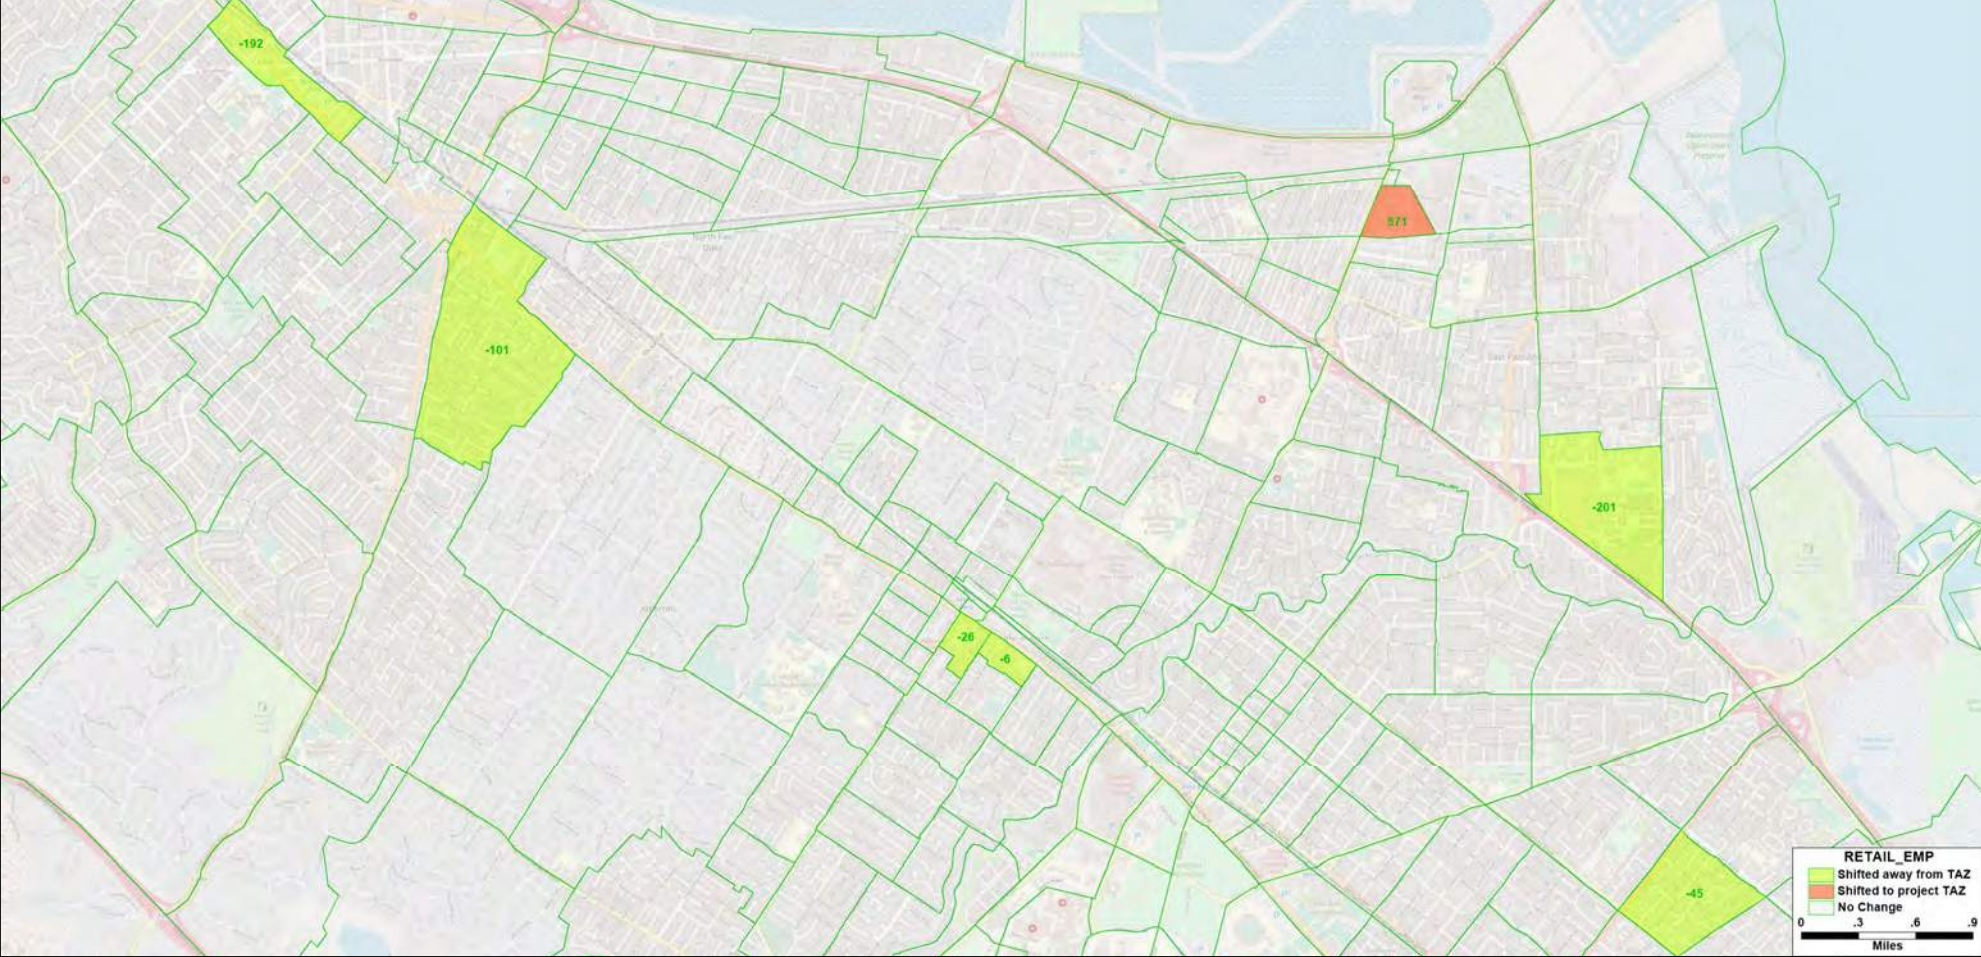 -192
571
-101
-201
-26
-6
-45
RETAIL_EMP
Shifted away from TAZ
Shifted to project TAZ
No Change
0 .3 .6 .9
Miles